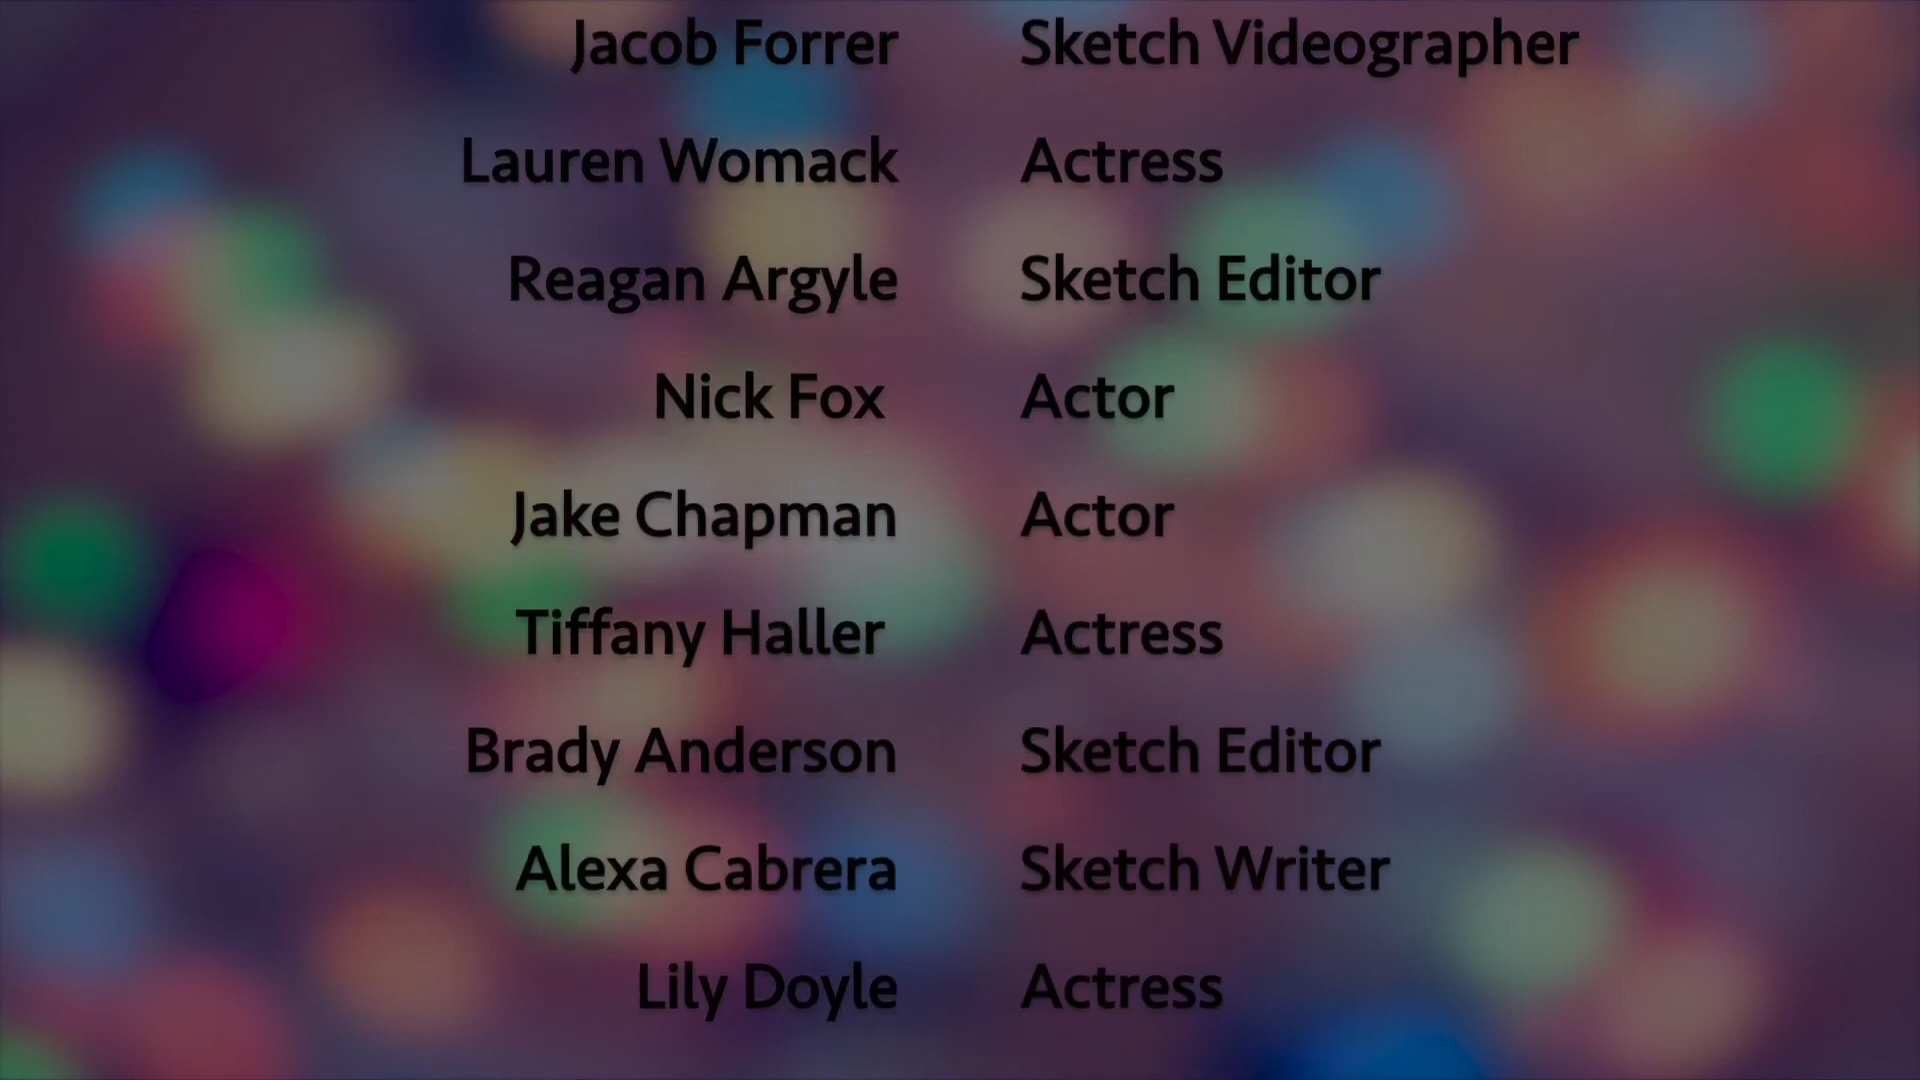 Jacob Forrer Sketch Videographer
Lauren Womack Actress
Reagan Argyle Sketch Editor
Nick Fox Actor
Jake Chapman Actor
Tiffany Haller Actress
Brady Anderson Sketch Editor
Alexa Cabrera Sketch Writer
Lily Doyle Actress